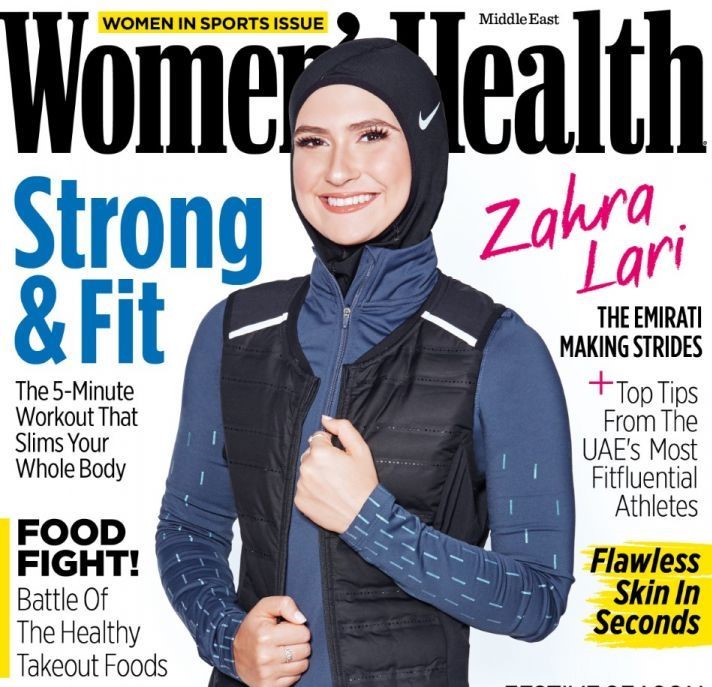 WOMEN IN SPORTS ISSUE
Middle East
Women's Health
Strong
& Fit
The 5-Minute
Workout That
Slims Your
Whole Body
FOOD
FIGHT!
Battle Of
The Healthy
Takeout Foods
Zahra
Lari
THE EMIRATI
MAKING STRIDES
+Top Tips
From The
UAE's Most
Fitfluential
Athletes
Flawless
Skin In
Seconds